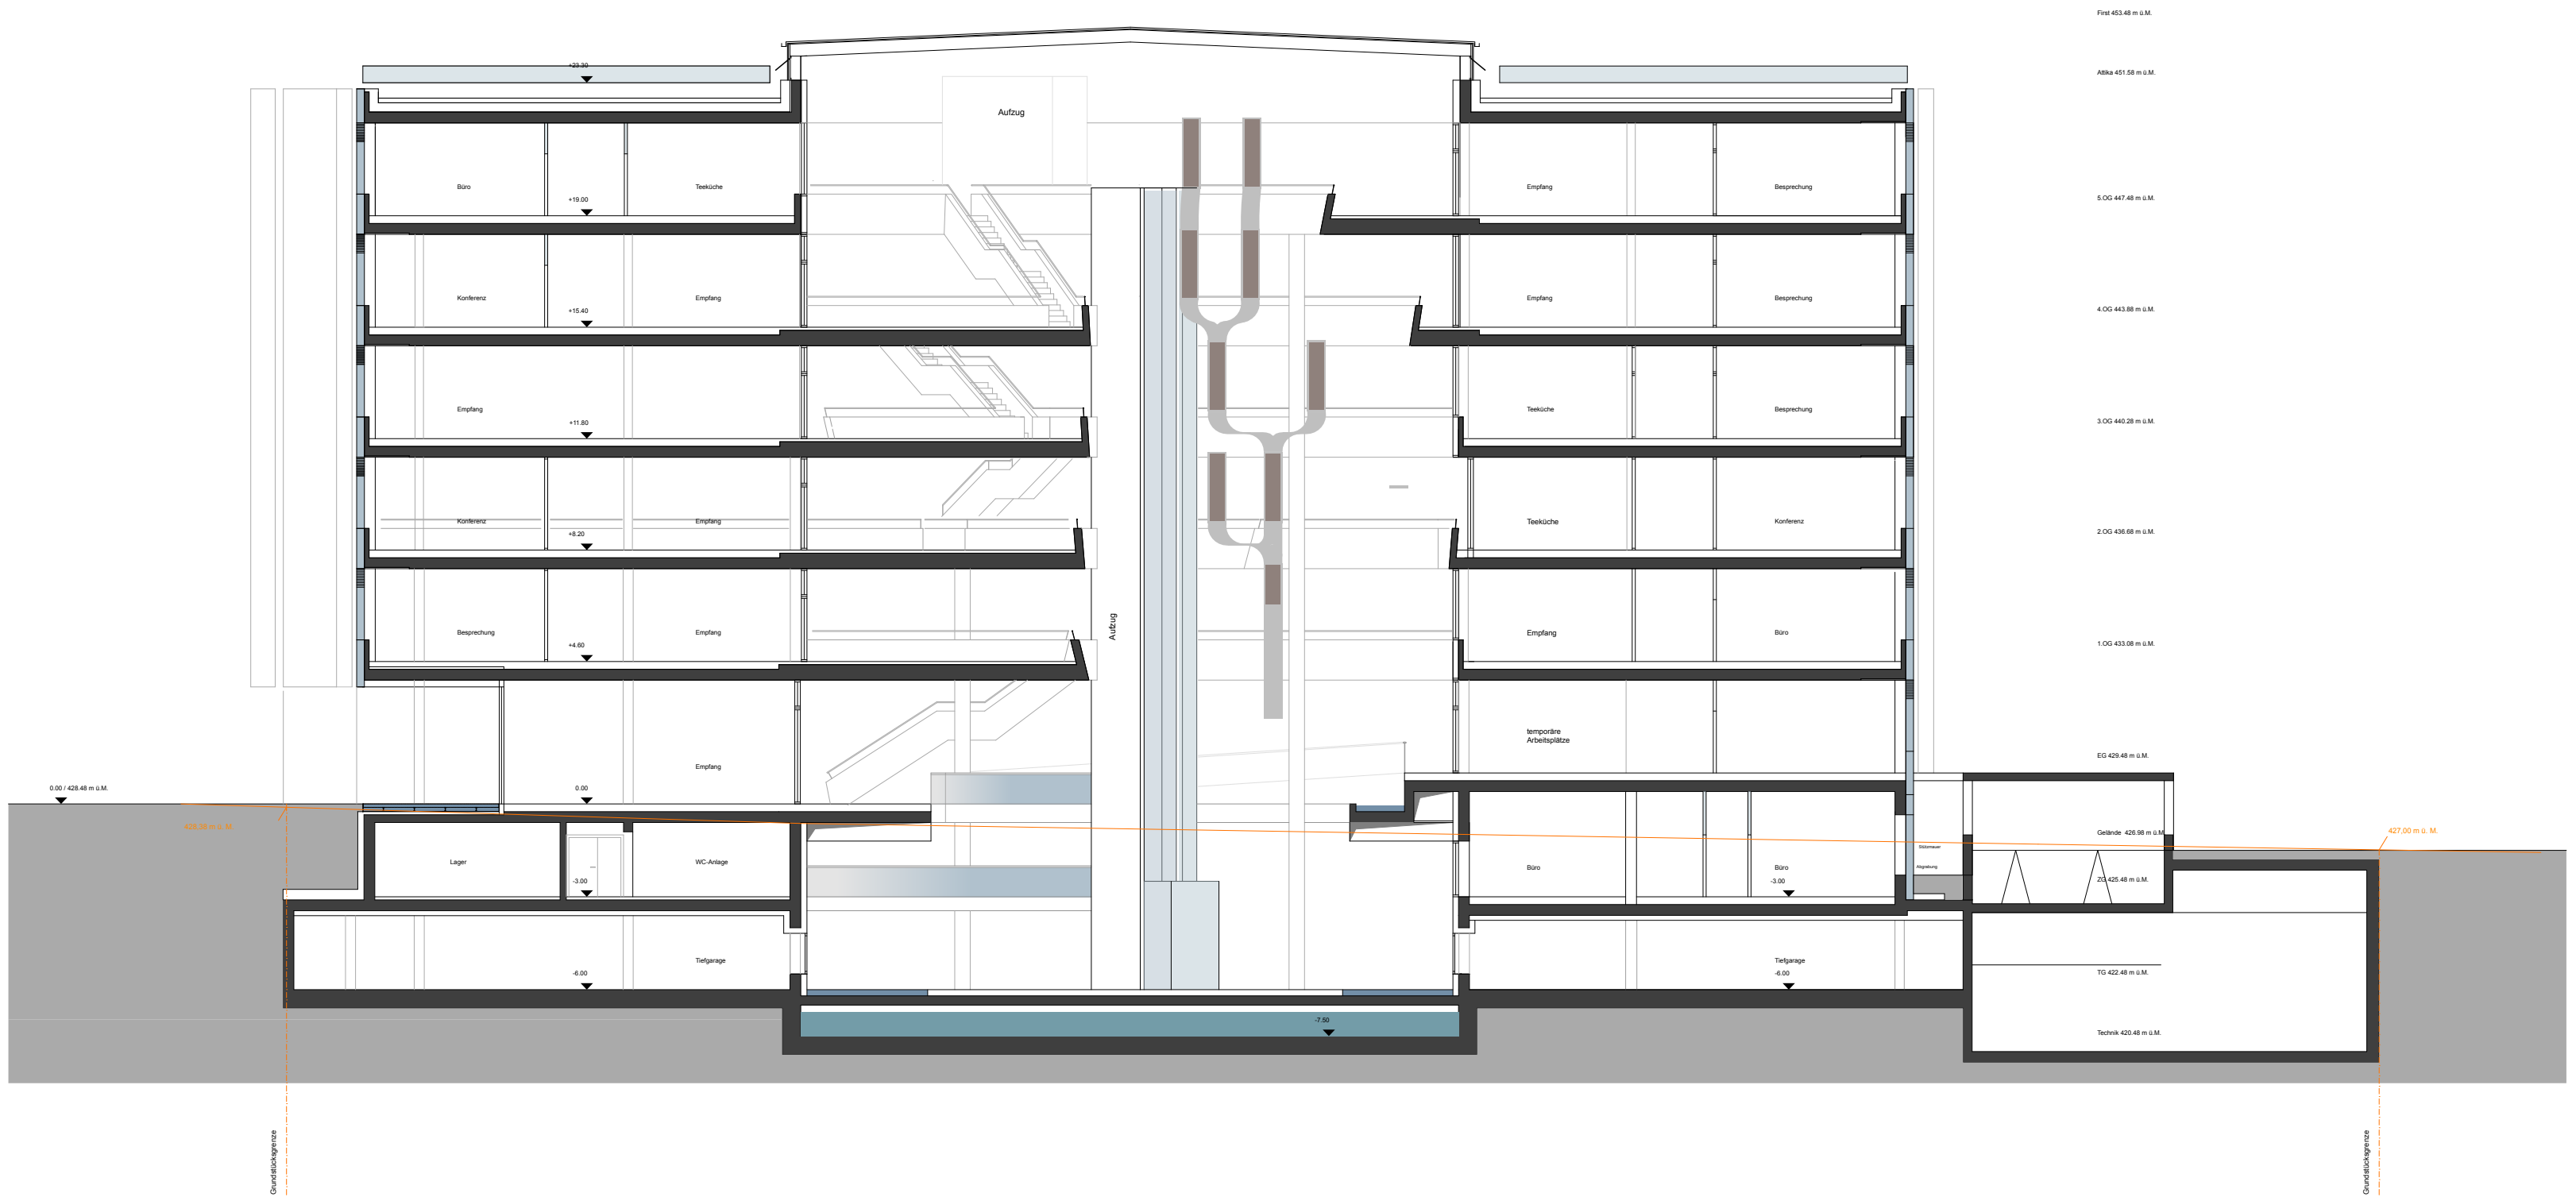 First 453.48 m ü.M.
+23.30
Attika 451.58 m ü.M.
Aufzug
Büro
Teeküche
Empfang
Besprechung
+19.00
5.OG 447.48 m ü.M.
Konferenz
Empfang
Empfang
Besprechung
+15.40
4.OG 443.88 m ü.M.
Empfang
Teeküche
Besprechung
+11.80
3.OG 440.28 m ü.M.
Konferenz
Empfang
Teeküche
Konferenz
+8.20
2.OG 436.68 m ü.M.
Aufzug
Besprechung
Empfang
Empfang
Büro
+4.60
1.OG 433.08 m ü.M.
temporäre
Arbeitsplätze
Empfang
EG 429.48 m ü.M.
0.00 / 428.48 m ü.M.
0.00
427.00 m.ü. M.
Gelände 426.98 m ü.M.
Stützmauer
Lager
WC-Anlage
Büro
Büro
Abgrabung
-3.00
-3.00
ZG 425.48 m ü.M.
Tiefgarage
Tiefgarage
-6.00
-6.00
TG 422.48 m ü.M.
-7.50
Technik 420.48 m ü.M.
Grundstücksgrenze
Grundstücksgrenze